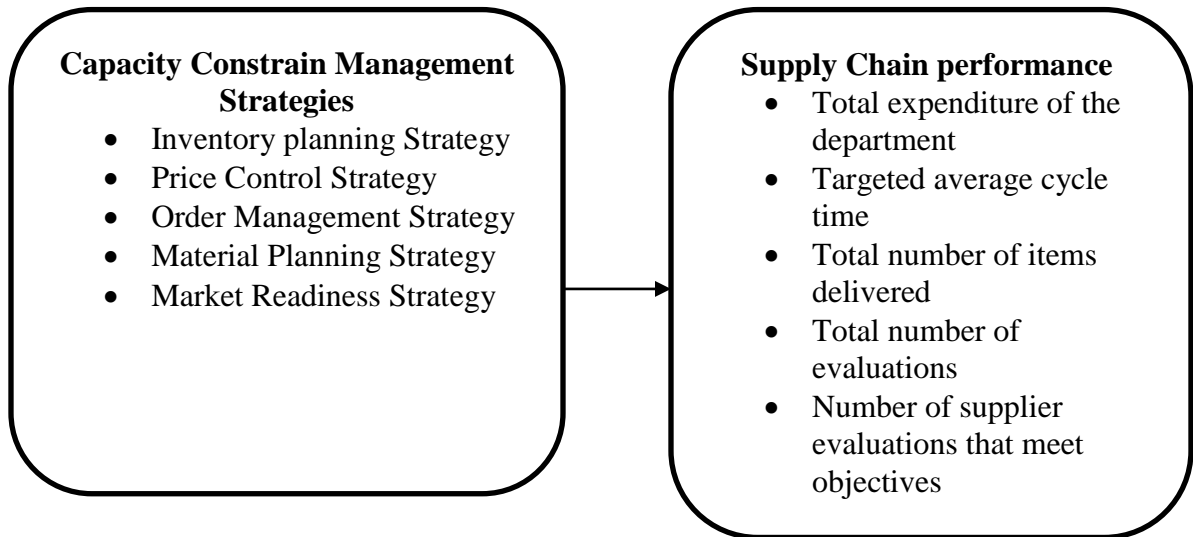 Capacity Constrain Management
Strategies
• Inventory planning Strategy
• Price Control Strategy
• Order Management Strategy
• Material Planning Strategy
• Market Readiness Strategy
Supply Chain performance
• Total expenditure of the
department
• Targeted average cycle
time
• Total number of items
delivered
• Total number of
evaluations
• Number of supplier
evaluations that meet
objectives